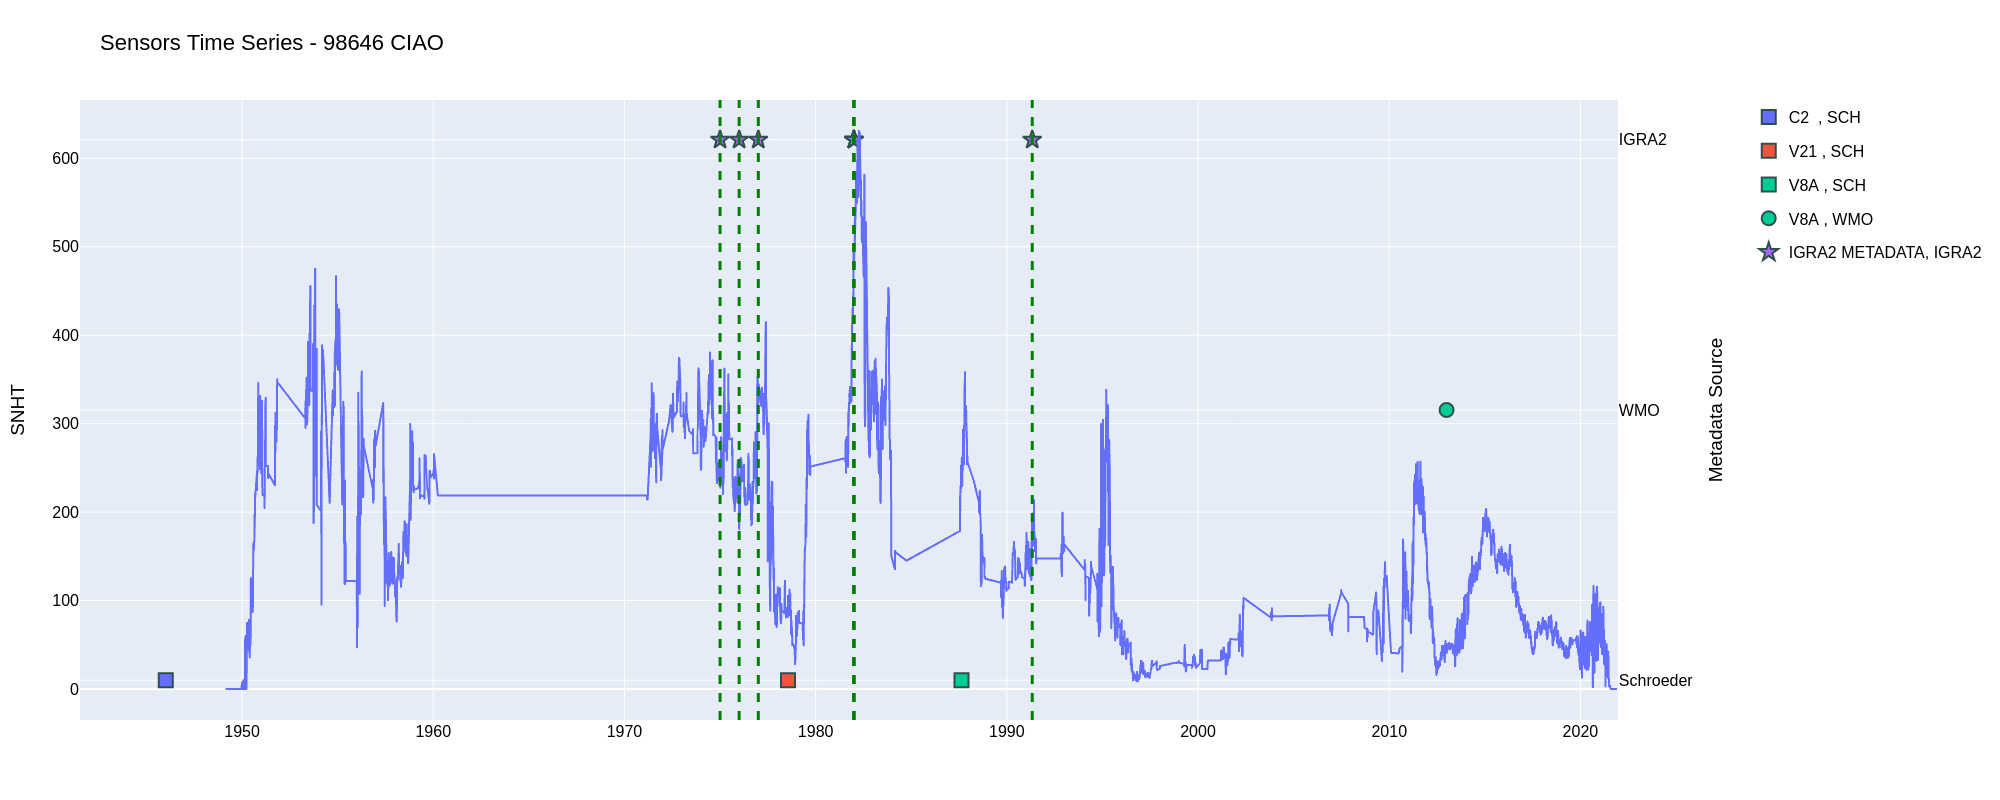 Sensors Time Series - 98646 CIAO
SNHT
600
500
400
300
200
100
0
1950
1960
1970
1980
1990
2000
2010
2020
IGRA2
WMO
Schroeder
Metadata Source
C2  , SCH
V21 , SCH
V8A , SCH
V8A , WMO
IGRA2 METADATA, IGRA2